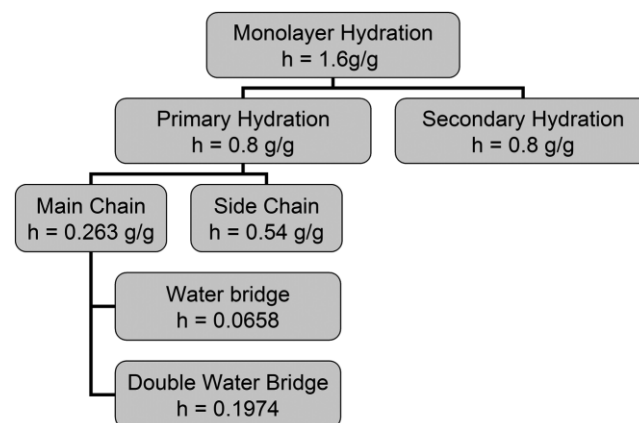 Monolayer Hydration
h = 1.6g/g
Primary Hydration
h = 0.8 g/g
Secondary Hydration
h = 0.8 g/g
Main Chain
h = 0.263 g/g
Side Chain
h = 0.54 g/g
Water bridge
h = 0.0658
Double Water Bridge
h = 0.1974